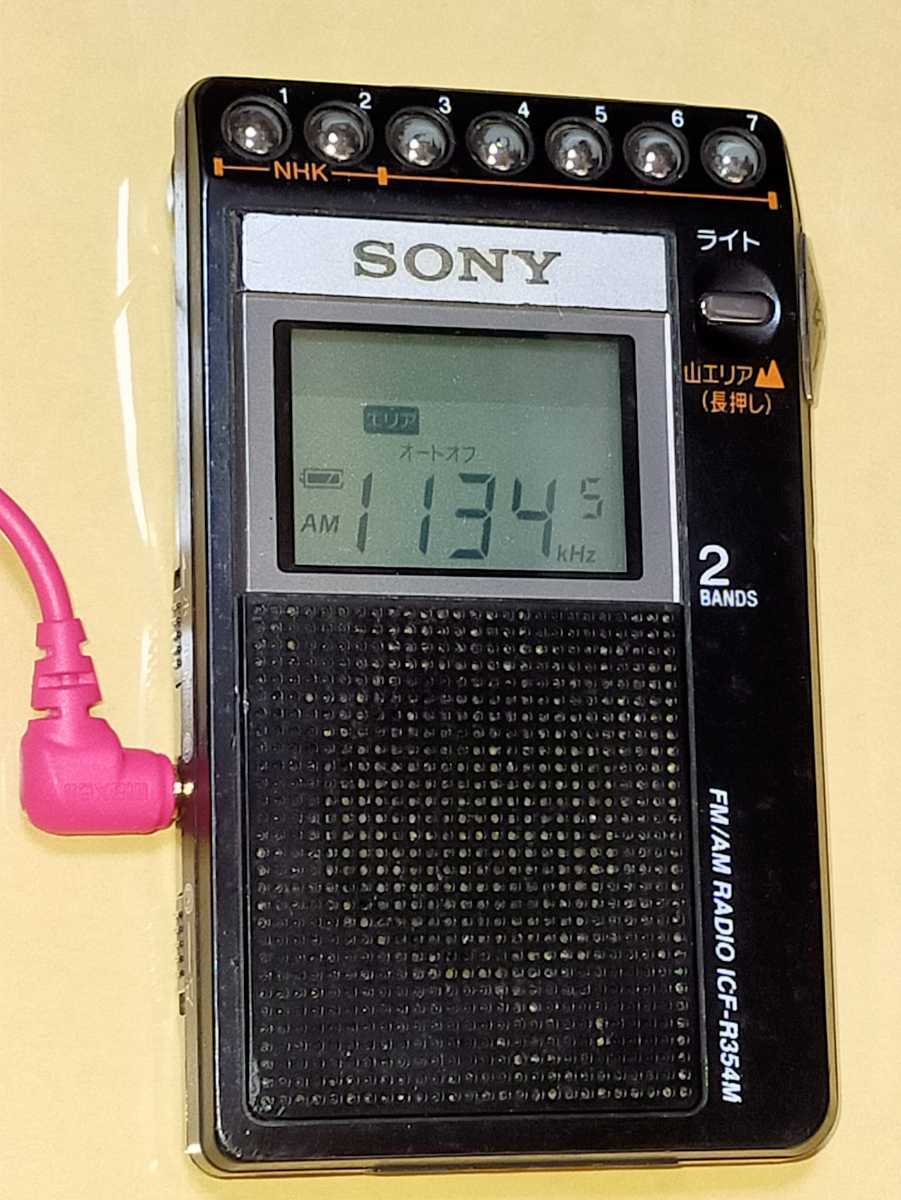 1 2 3 4 5 6 7
NHK
SONY
ライト
山エリア
(長押し)
エリア
オートオフ
AM 1134 5 kHz
2
BANDS
FM/AM RADIO ICF-R354M